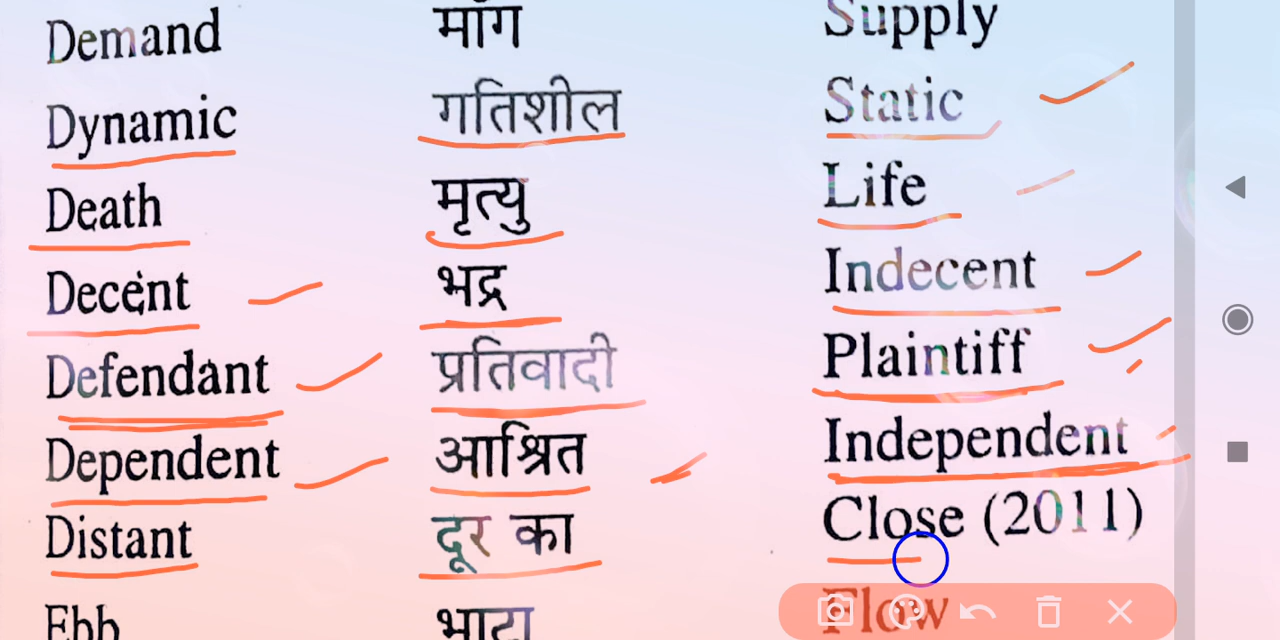 Demand माँग Supply
Dynamic गतिशील Static
Death मृत्यु Life
Decent भद्र Indecent
Defendant प्रतिवादी Plaintiff
Dependent आश्रित Independent
Distant दूर का Close (2011)
Ebb भाटा Flow